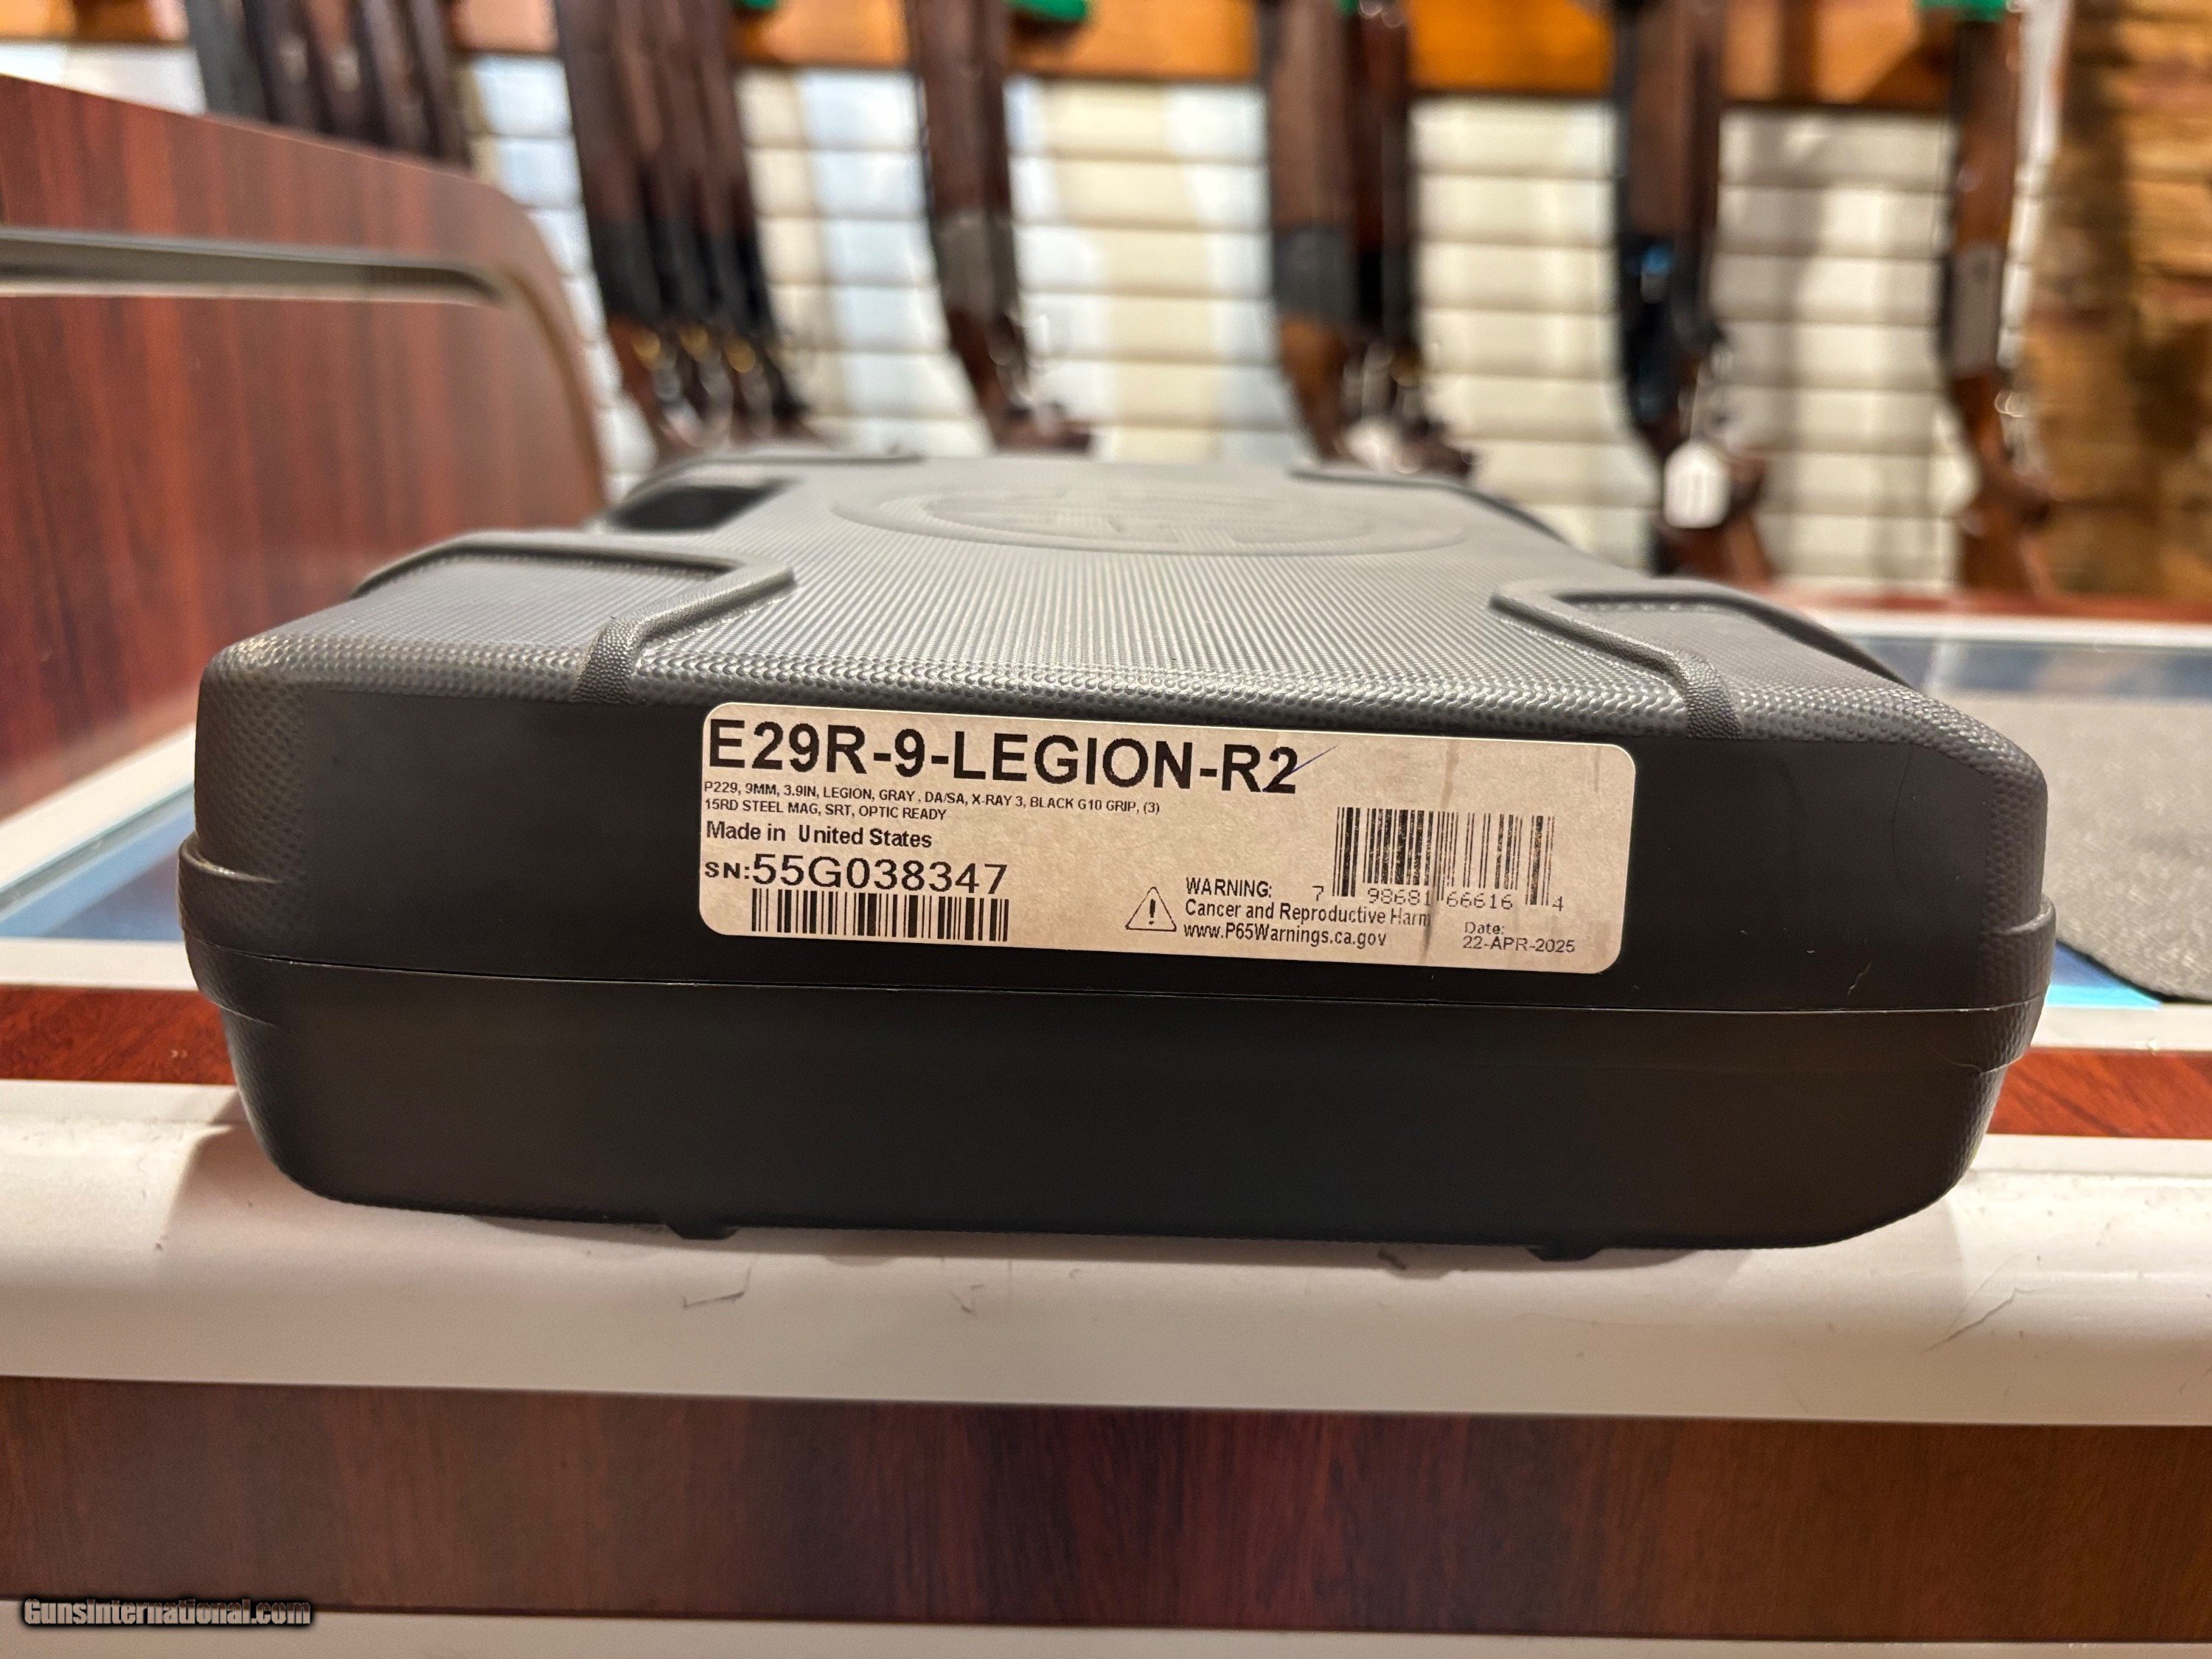 E29R-9-LEGION-R2
P229, 9MM, 3.9IN, LEGION, GRAY , DA/SA, X-RAY 3, BLACK G10 GRIP, (3)
15RD STEEL MAG, SRT, OPTIC READY
Made in United States
SN:55G038347
WARNING:
Cancer and Reproductive Harm
www.P65Warnings.ca.gov
7 98681 66616 4
Date:
22-APR-2025
GunsInternational.com